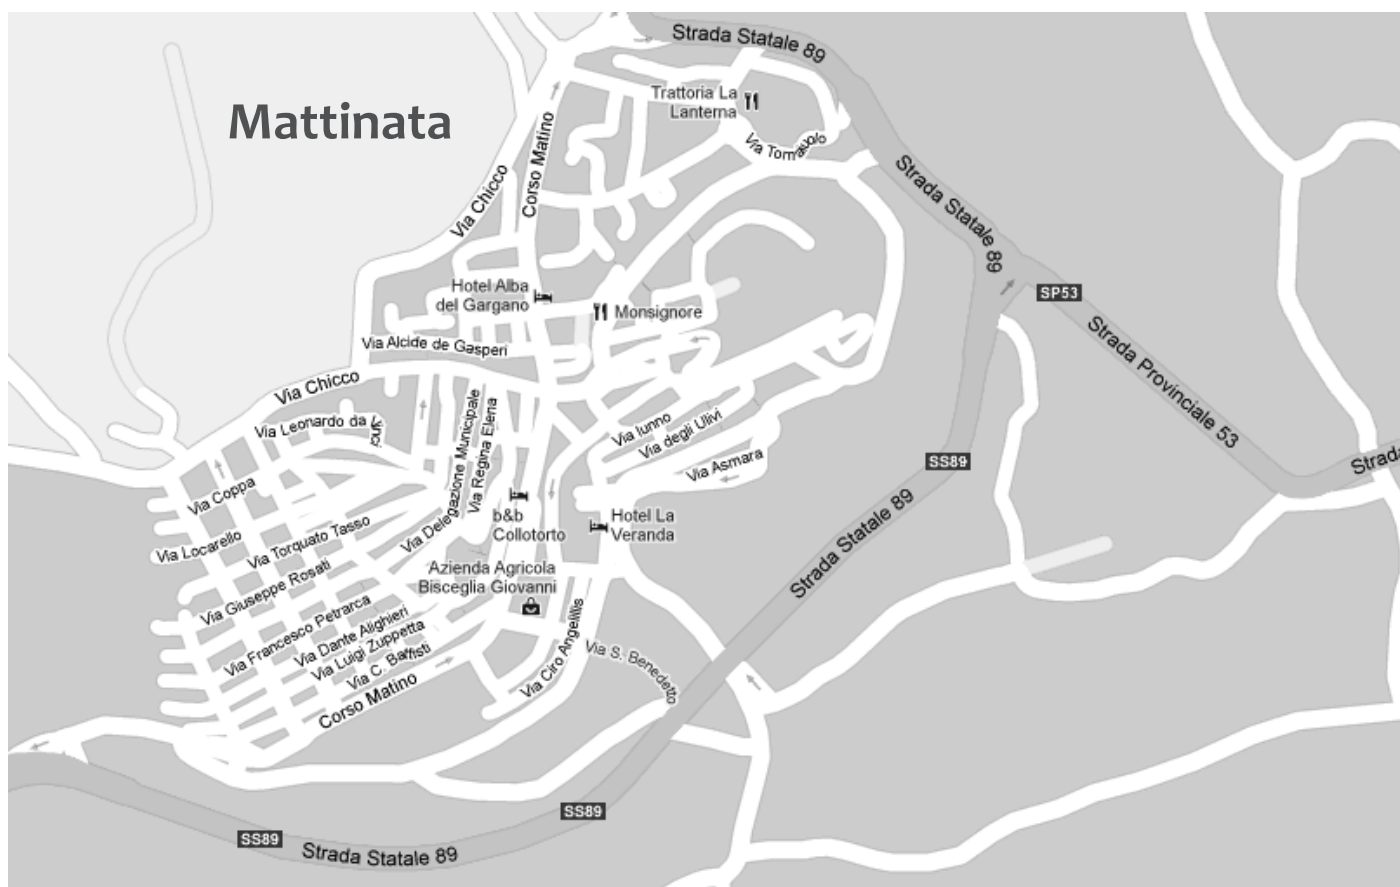 Strada Statale 89
Mattinata
Trattoria La
Lanterna
Via Tomauolo
Corso Matino
Via Chicco
Strada Statale 89
Hotel Alba
del Gargano
Monsignore
SP53
Via Alcide de Gasperi
Strada Provinciale 53
Via Chicco
Via Leonardo da Vinci
Via Iunno
Via degli Ulivi
Via Asmara
SS89
Strada
Via Delegazione Municipale
Via Regina Elena
Via Coppa
Via Locarello
Via Torquato Tasso
b&b
Collotorto
Hotel La
Veranda
Strada Statale 89
Via Giuseppe Rosati
Azienda Agricola
Bisceglia Giovanni
Via Francesco Petrarca
Via Dante Alighieri
Via Luigi Zuppetta
Via C. Battisti
Corso Matino
Via Ciro Angelillis
Via S. Benedetto
SS89
SS89
Strada Statale 89